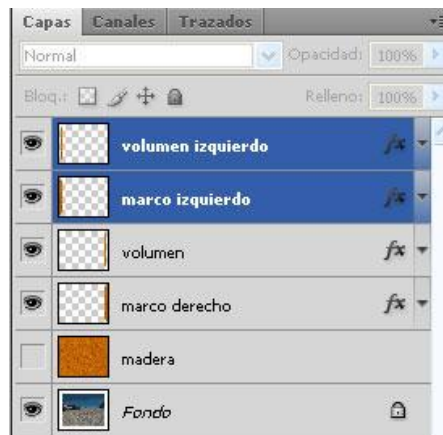 Capas Canales Trazados
Normal Opacidad: 100%
Bloq.: Relleno: 100%
volumen izquierdo fx
marco izquierdo fx
volumen fx
marco derecho fx
madera
Fondo